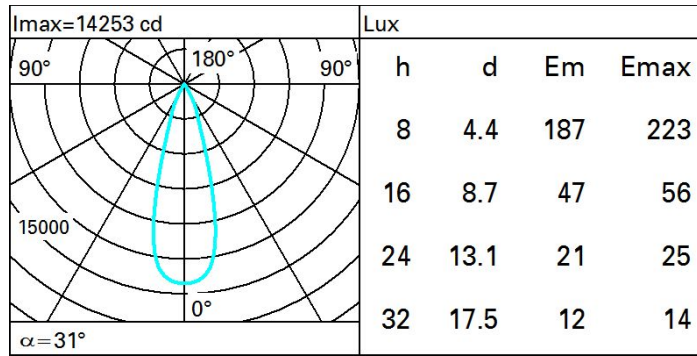 Imax=14253 cd
90°
180°
90°
15000
0°
α=31°
Lux
h d Em Emax
8 4.4 187 223
16 8.7 47 56
24 13.1 21 25
32 17.5 12 14